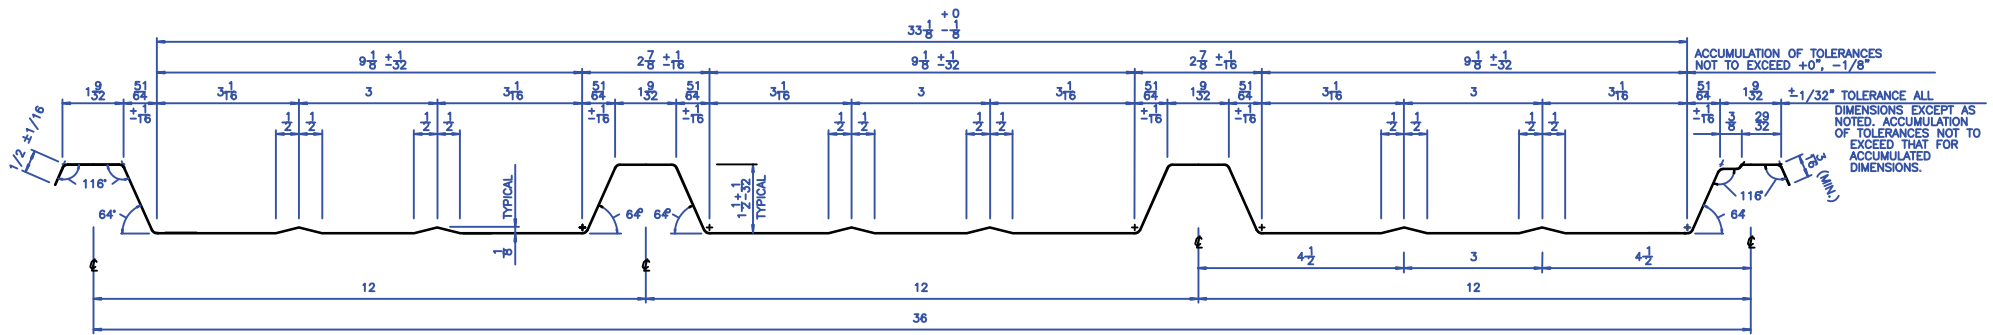 33 1/8 +0 -1/8
9 1/8 ±1/32 2 7/8 ±1/16 9 1/8 ±1/32 2 7/8 ±1/16 9 1/8 ±1/32
ACCUMULATION OF TOLERANCES
NOT TO EXCEED +0", -1/8"
1 9/32 51/64 ±1/16 3 1/16 3 3 1/16 51/64 ±1/16 1 9/32 51/64 ±1/16 3 1/16 3 3 1/16 51/64 ±1/16 1 9/32 51/64 ±1/16 3 1/16 3 3 1/16 51/64 ±1/16 1 9/32
±1/32" TOLERANCE ALL
DIMENSIONS EXCEPT AS
NOTED. ACCUMULATION
OF TOLERANCES NOT TO
EXCEED THAT FOR
ACCUMULATED
DIMENSIONS.
1/2 1/2 1/2 1/2 1/2 1/2 1/2 1/2 1/2 1/2 1/2 1/2 3/8 29/32
1/2 ±1/16
3/16 (MIN.)
116° 116°
64° 64° 64° 64°
TYPICAL
1/8
1 1/2 ±1/32
TYPICAL
℄ ℄ ℄ ℄
4 1/2 3 4 1/2
12 12 12
36